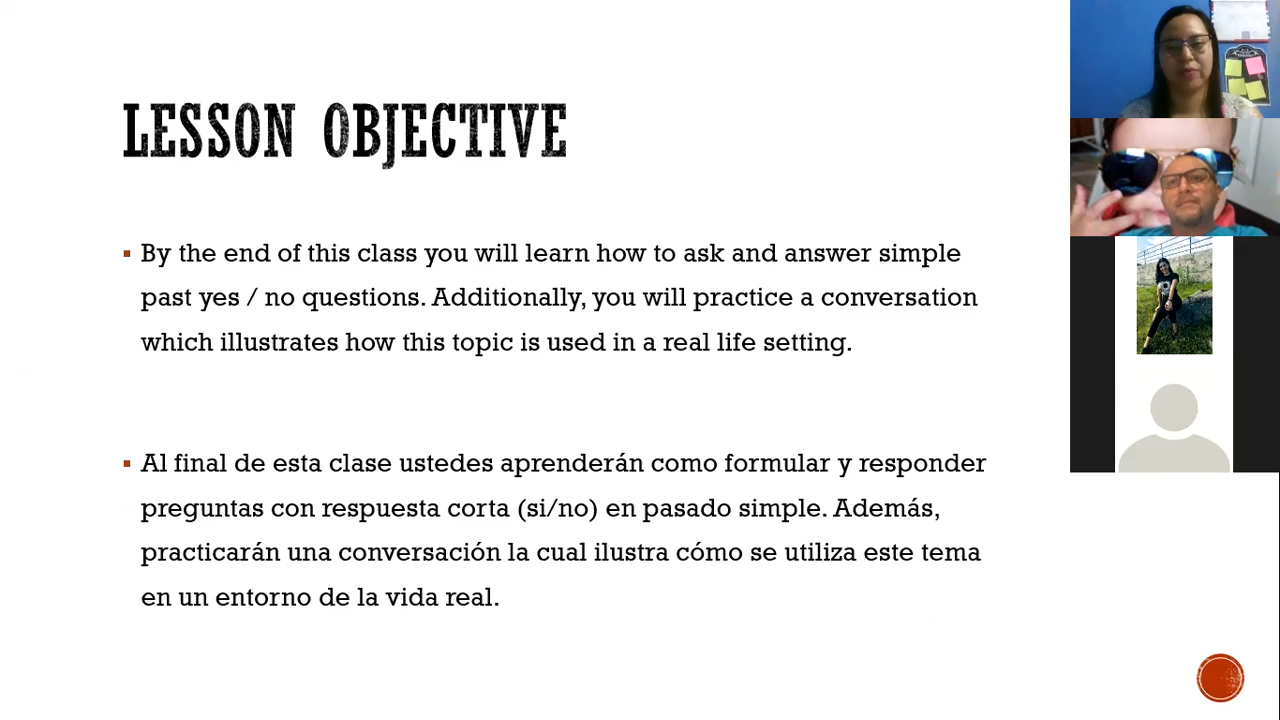 LESSON OBJECTIVE
By the end of this class you will learn how to ask and answer simple
past yes / no questions. Additionally, you will practice a conversation
which illustrates how this topic is used in a real life setting.
Al final de esta clase ustedes aprenderán como formular y responder
preguntas con respuesta corta (si/no) en pasado simple. Además,
practicarán una conversación la cual ilustra cómo se utiliza este tema
en un entorno de la vida real.